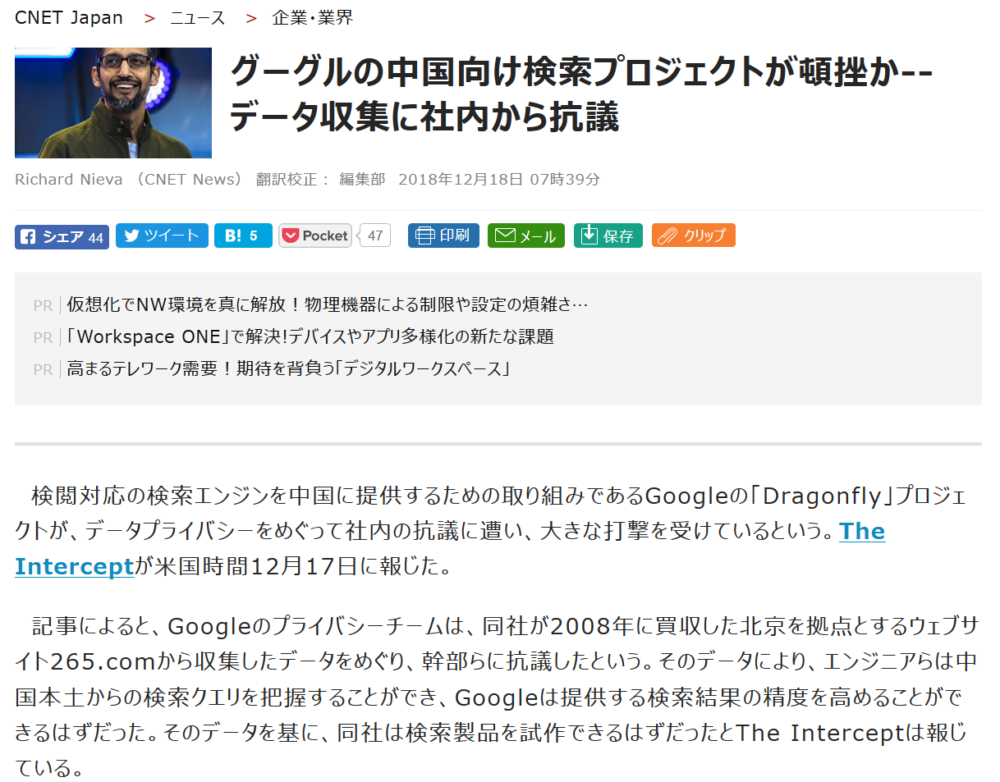 CNET Japan > ニュース > 企業・業界
グーグルの中国向け検索プロジェクトが頓挫か--
データ収集に社内から抗議
Richard Nieva （CNET News） 翻訳校正： 編集部 2018年12月18日 07時39分
シェア 44 ツイート B! 5 Pocket 47 印刷 メール 保存 クリップ
PR 仮想化でNW環境を真に解放！物理機器による制限や設定の煩雑さ…
PR 「Workspace ONE」で解決!デバイスやアプリ多様化の新たな課題
PR 高まるテレワーク需要！期待を背負う「デジタルワークスペース」
検閲対応の検索エンジンを中国に提供するための取り組みであるGoogleの「Dragonfly」プロジェ
クトが、データプライバシーをめぐって社内の抗議に遭い、大きな打撃を受けているという。The
Interceptが米国時間12月17日に報じた。
記事によると、Googleのプライバシーチームは、同社が2008年に買収した北京を拠点とするウェブサ
イト265.comから収集したデータをめぐり、幹部らに抗議したという。そのデータにより、エンジニアらは中
国本土からの検索クエリを把握することができ、Googleは提供する検索結果の精度を高めることがで
きるはずだった。そのデータを基に、同社は検索製品を試作できるはずだったとThe Interceptは報じ
ている。